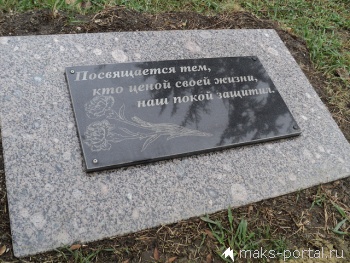 Посвящается тем,
кто ценой своей жизни,
наш покой защитил.
maks-portal.ru